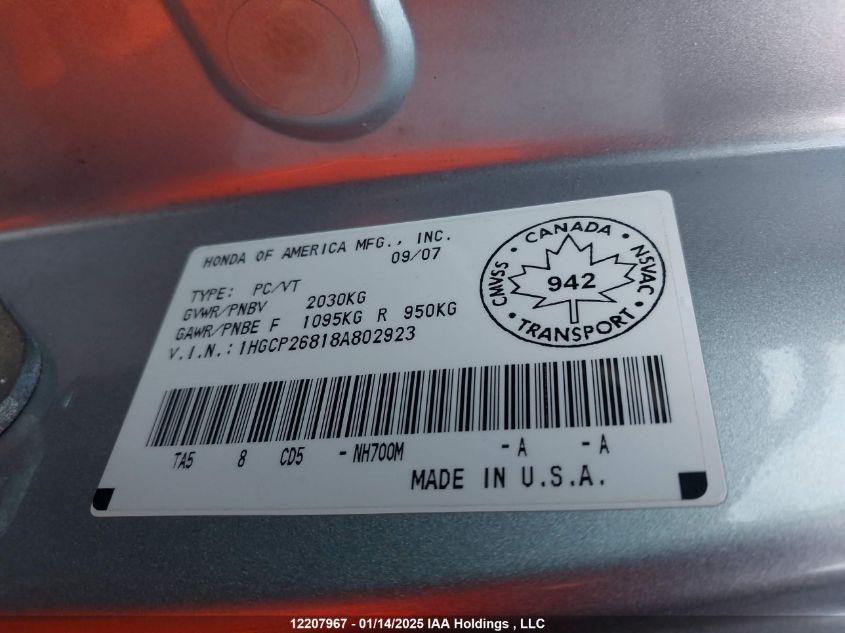 HONDA OF AMERICA MFG., INC.
09/07
TYPE: PC/VT
GVWR/PNBV 2030KG
GAWR/PNBE F 1095KG R 950KG
V.I.N.: 1HGCP26818A802923
CANADA
CMVSS • 942 • NSVAC
• TRANSPORT •
TA5 8 CD5 - NH700M -A -A
MADE IN U.S.A.
12207967 - 01/14/2025 IAA Holdings , LLC